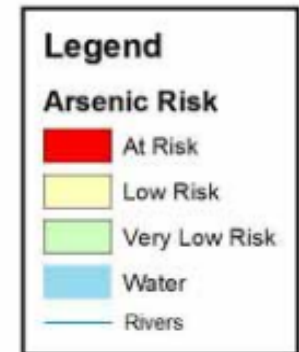 Legend
Arsenic Risk
At Risk
Low Risk
Very Low Risk
Water
Rivers